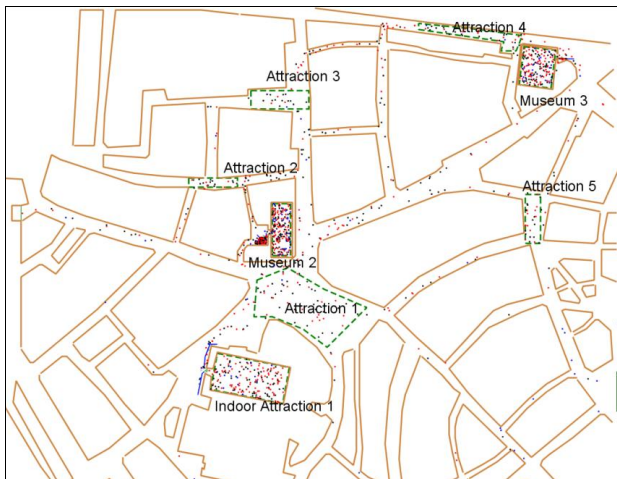 Attraction 4
Attraction 3
Museum 3
Attraction 2
Attraction 5
Museum 2
Attraction 1
Indoor Attraction 1